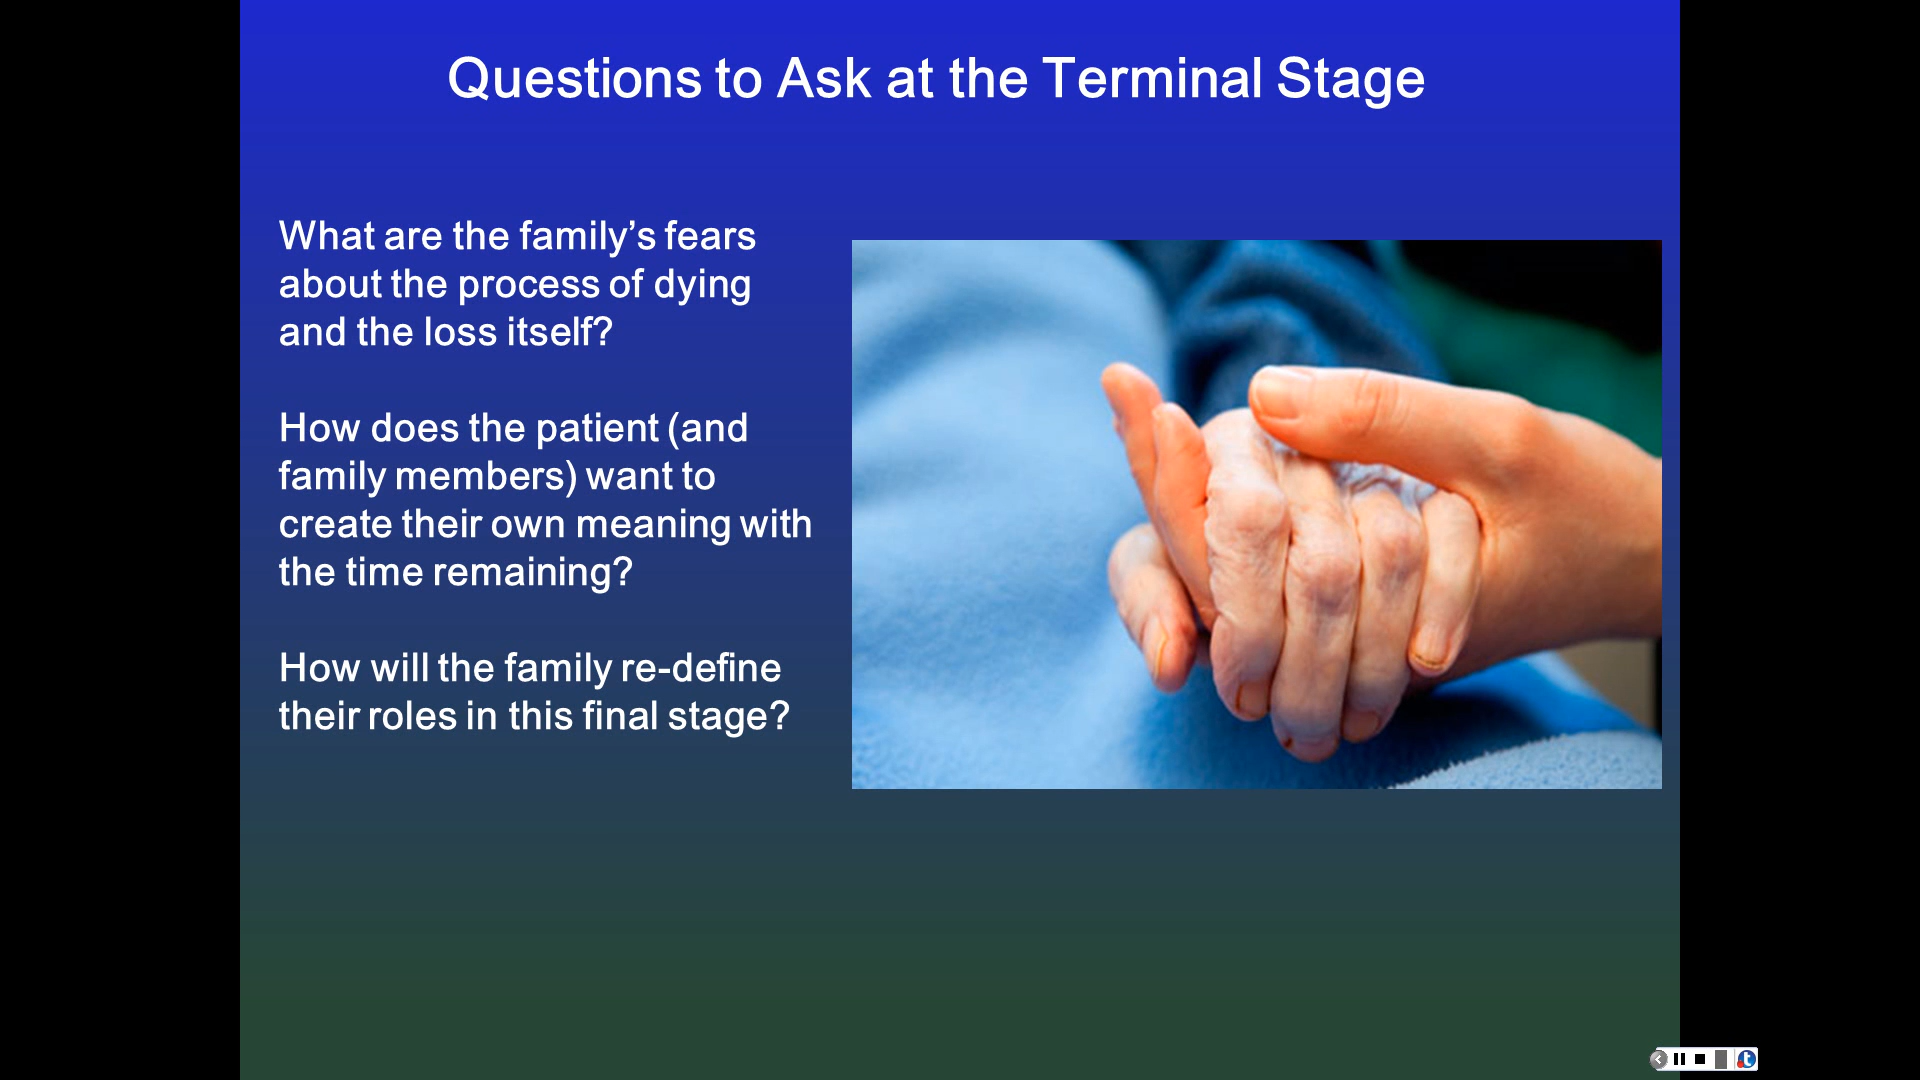 Questions to Ask at the Terminal Stage
What are the family’s fears
about the process of dying
and the loss itself?
How does the patient (and
family members) want to
create their own meaning with
the time remaining?
How will the family re-define
their roles in this final stage?